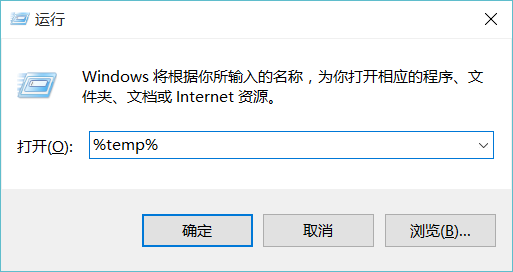 运行
Windows 将根据你所输入的名称，为你打开相应的程序、文
件夹、文档或 Internet 资源。
打开(O): %temp%
确定 取消 浏览(B)...